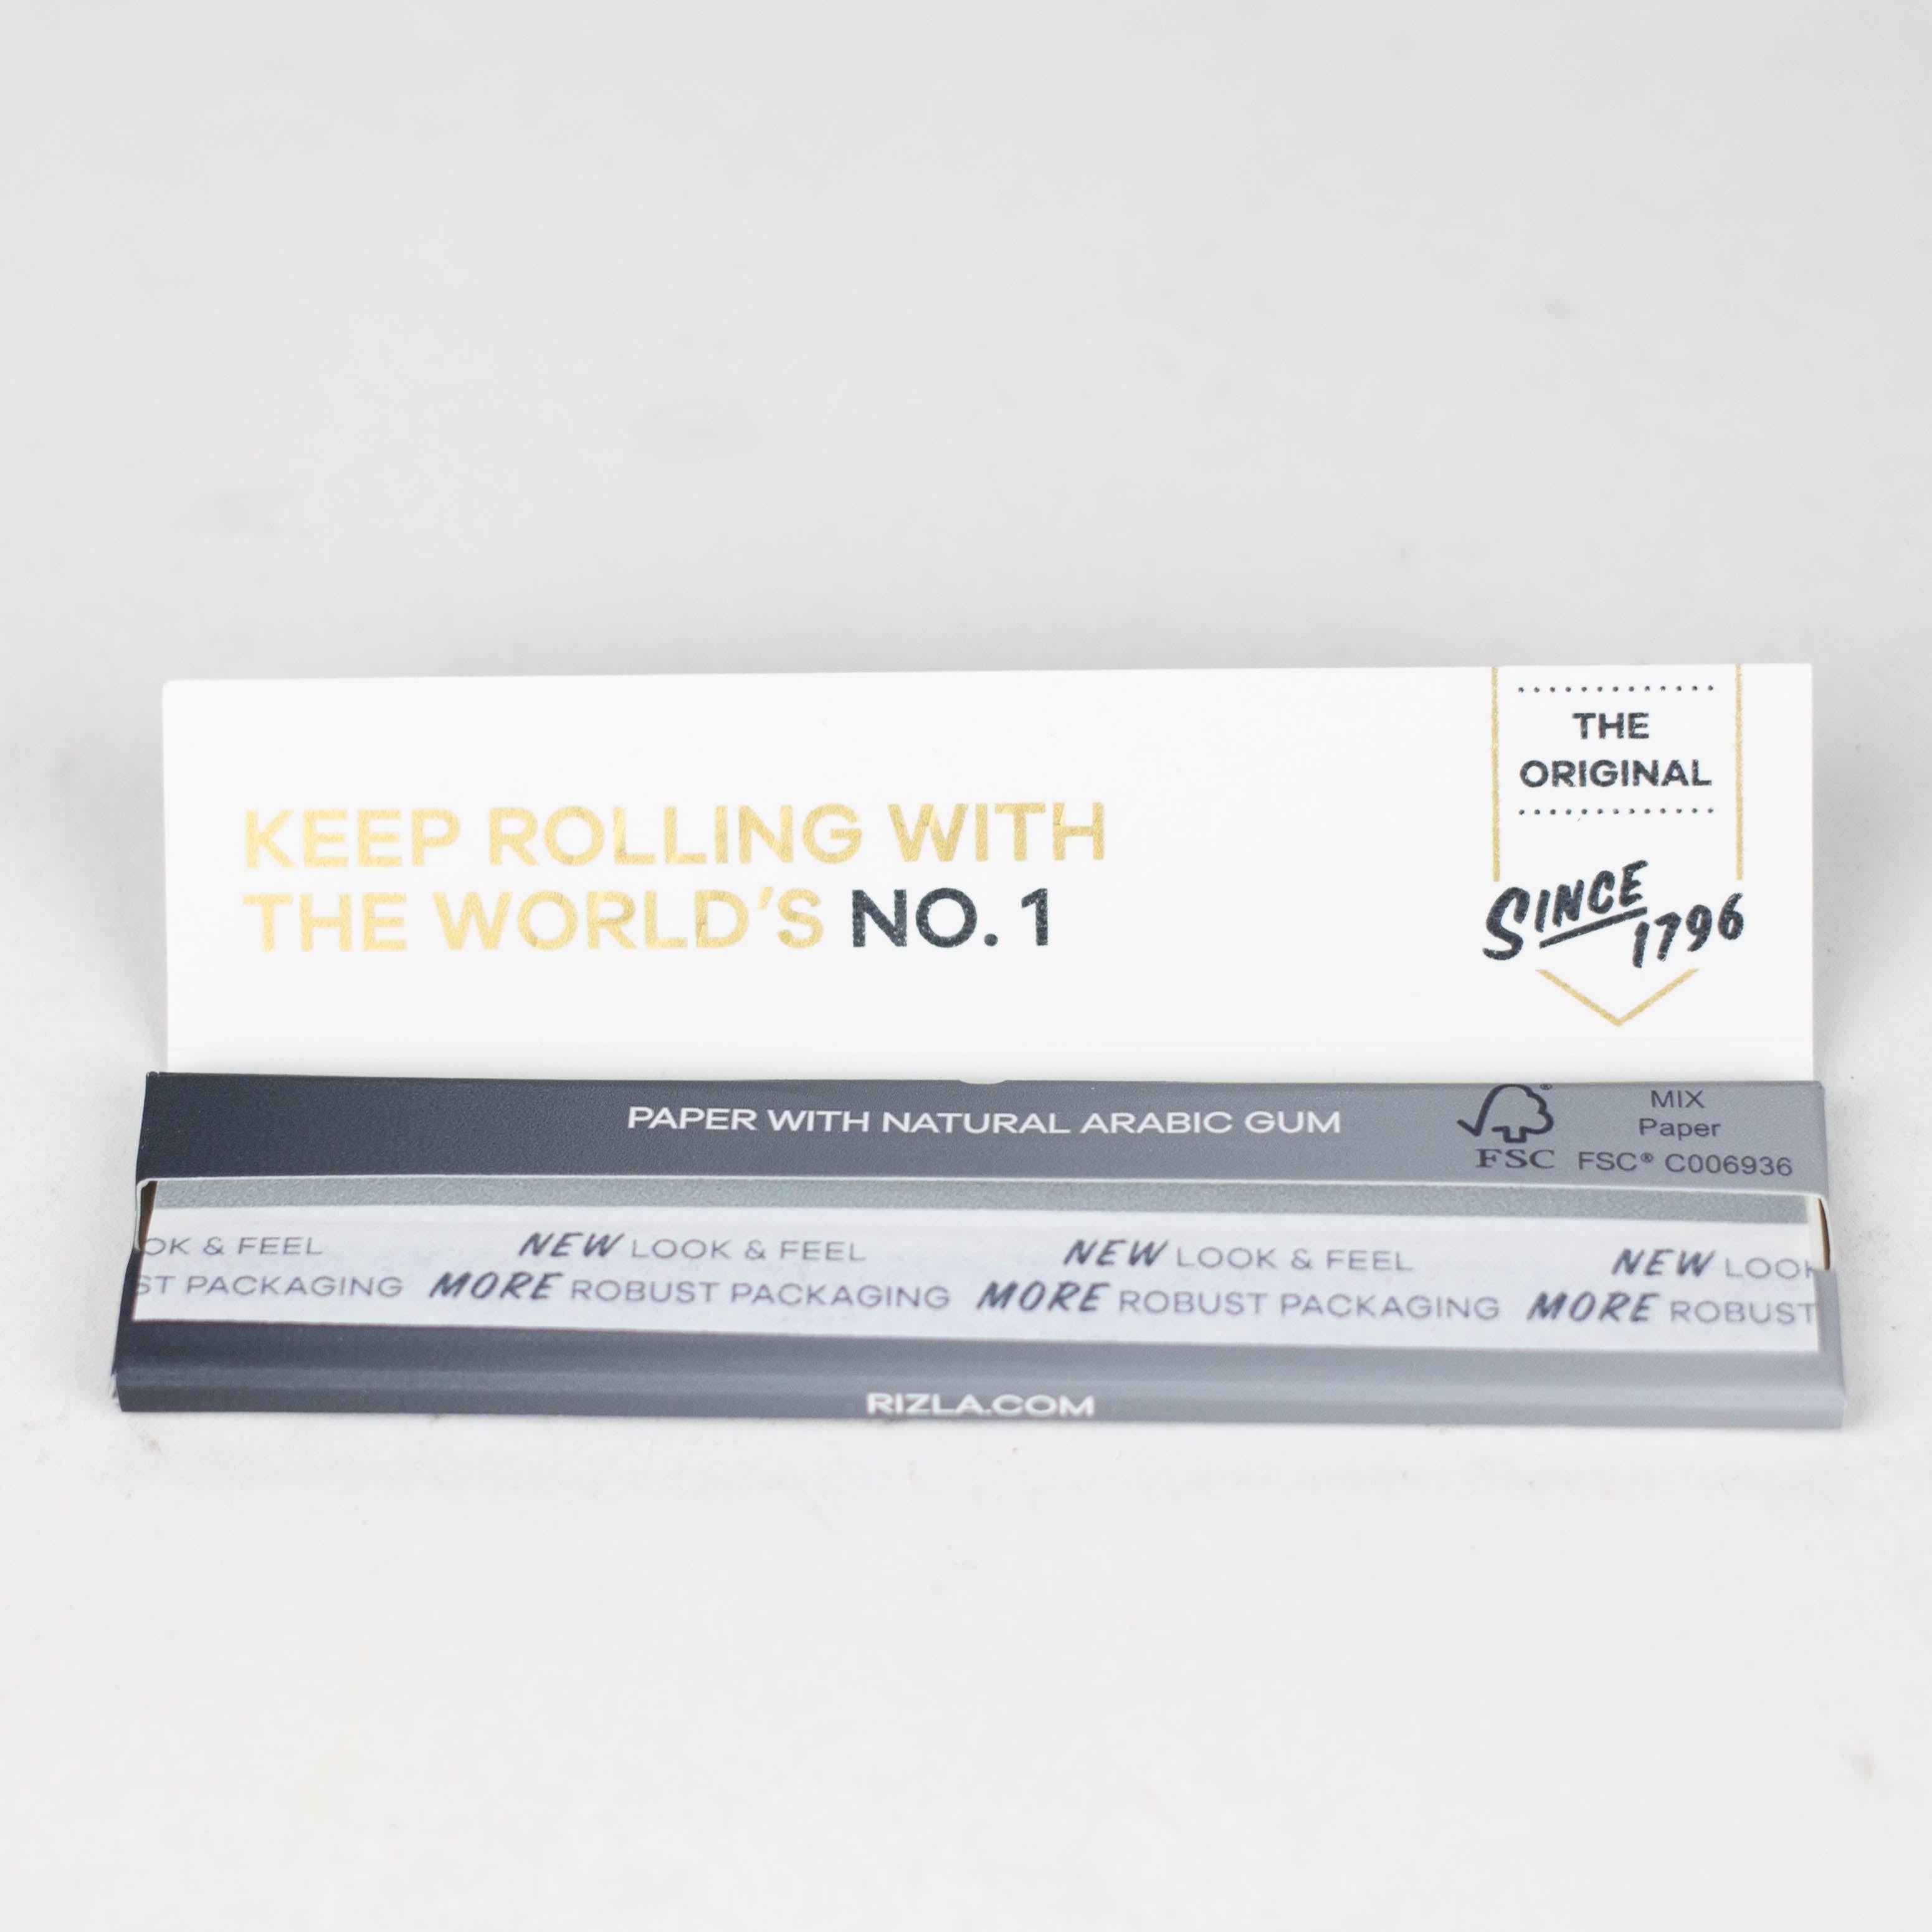 KEEP ROLLING WITH
THE WORLD'S NO. 1
THE
ORIGINAL
SINCE
1796
PAPER WITH NATURAL ARABIC GUM
FSC®
MIX
Paper
FSC® C006936
OK & FEEL NEW LOOK & FEEL NEW LOOK & FEEL NEW LOOK
ST PACKAGING MORE ROBUST PACKAGING MORE ROBUST PACKAGING MORE ROBUST
RIZLA.COM